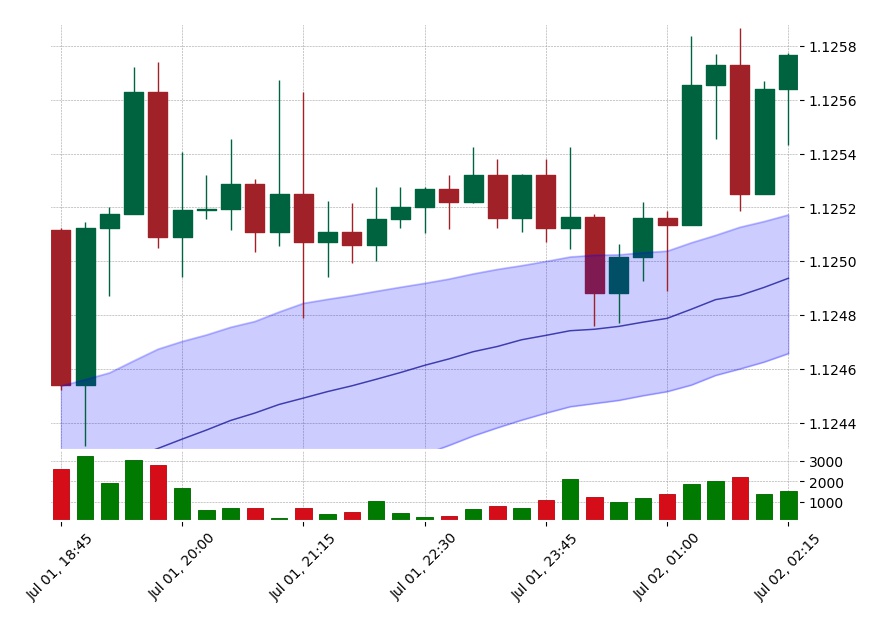 1.1258
1.1256
1.1254
1.1252
1.1250
1.1248
1.1246
1.1244
3000
2000
1000
Jul 01, 18:45
Jul 01, 20:00
Jul 01, 21:15
Jul 01, 22:30
Jul 01, 23:45
Jul 02, 01:00
Jul 02, 02:15